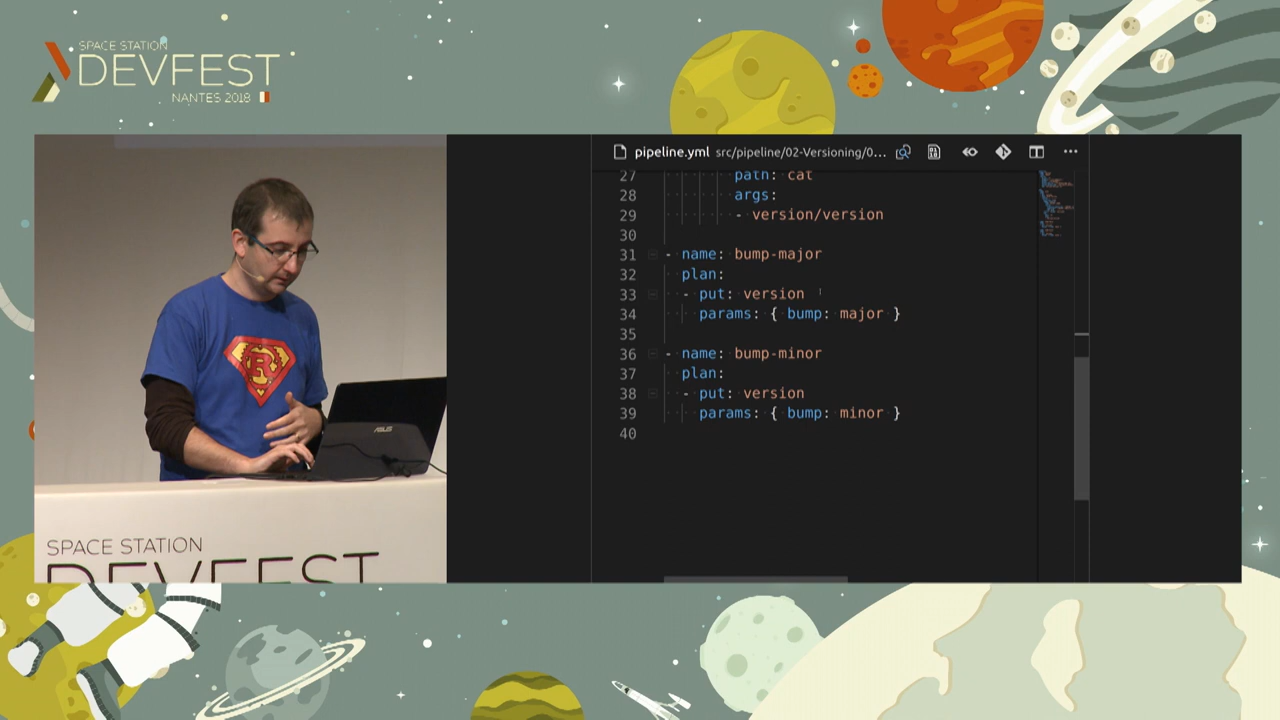 SPACE STATION
DEVFEST
NANTES 2018
pipeline.yml src/pipeline/02-Versioning/0...
27 path: cat
28 args:
29 - version/version
30
31 - name: bump-major
32 plan:
33 - put: version
34 params: { bump: major }
35
36 - name: bump-minor
37 plan:
38 - put: version
39 params: { bump: minor }
40
R
ASUS
SPACE STATION
DEVFEST